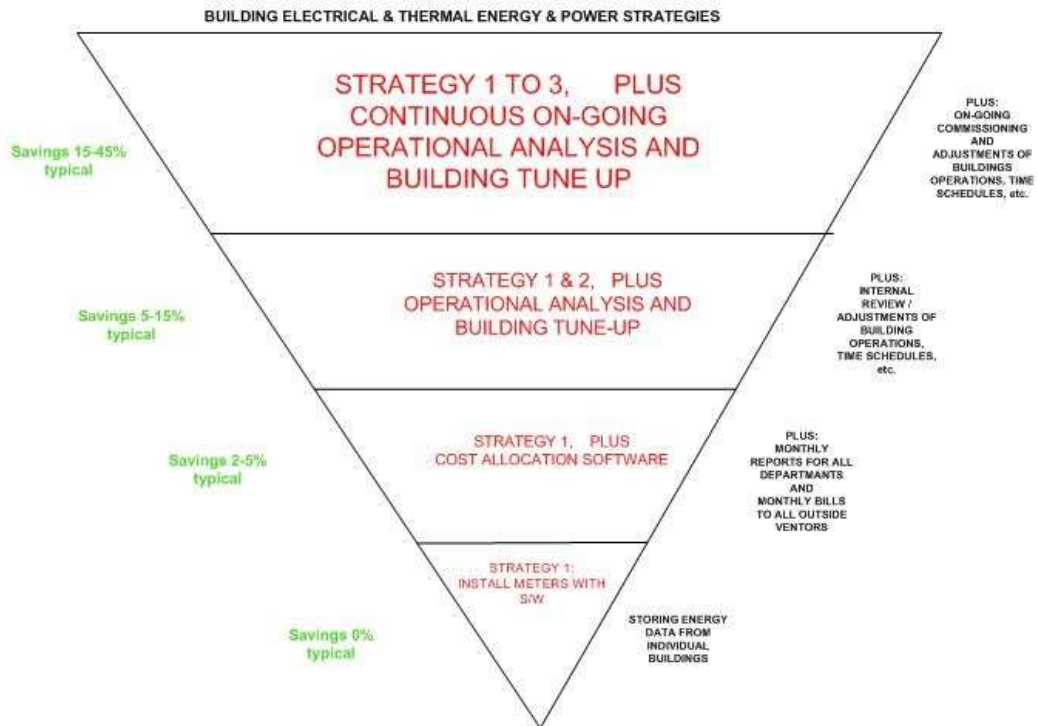 BUILDING ELECTRICAL & THERMAL ENERGY & POWER STRATEGIES
STRATEGY 1 TO 3, PLUS
CONTINUOUS ON-GOING
OPERATIONAL ANALYSIS AND
BUILDING TUNE UP
Savings 15-45%
typical
PLUS:
ON-GOING
COMMISSIONING
AND
ADJUSTMENTS OF
BUILDINGS
OPERATIONS, TIME
SCHEDULES, etc.
STRATEGY 1 & 2, PLUS
OPERATIONAL ANALYSIS AND
BUILDING TUNE-UP
Savings 5-15%
typical
PLUS:
INTERNAL
REVIEW /
ADJUSTMENTS OF
BUILDING
OPERATIONS,
TIME SCHEDULES,
etc.
STRATEGY 1, PLUS
COST ALLOCATION SOFTWARE
Savings 2-5%
typical
PLUS:
MONTHLY
REPORTS FOR ALL
DEPARTMANTS
AND
MONTHLY BILLS
TO ALL OUTSIDE
VENTORS
STRATEGY 1:
INSTALL METERS WITH
S/W
Savings 0%
typical
STORING ENERGY
DATA FROM
INDIVIDUAL
BUILDINGS